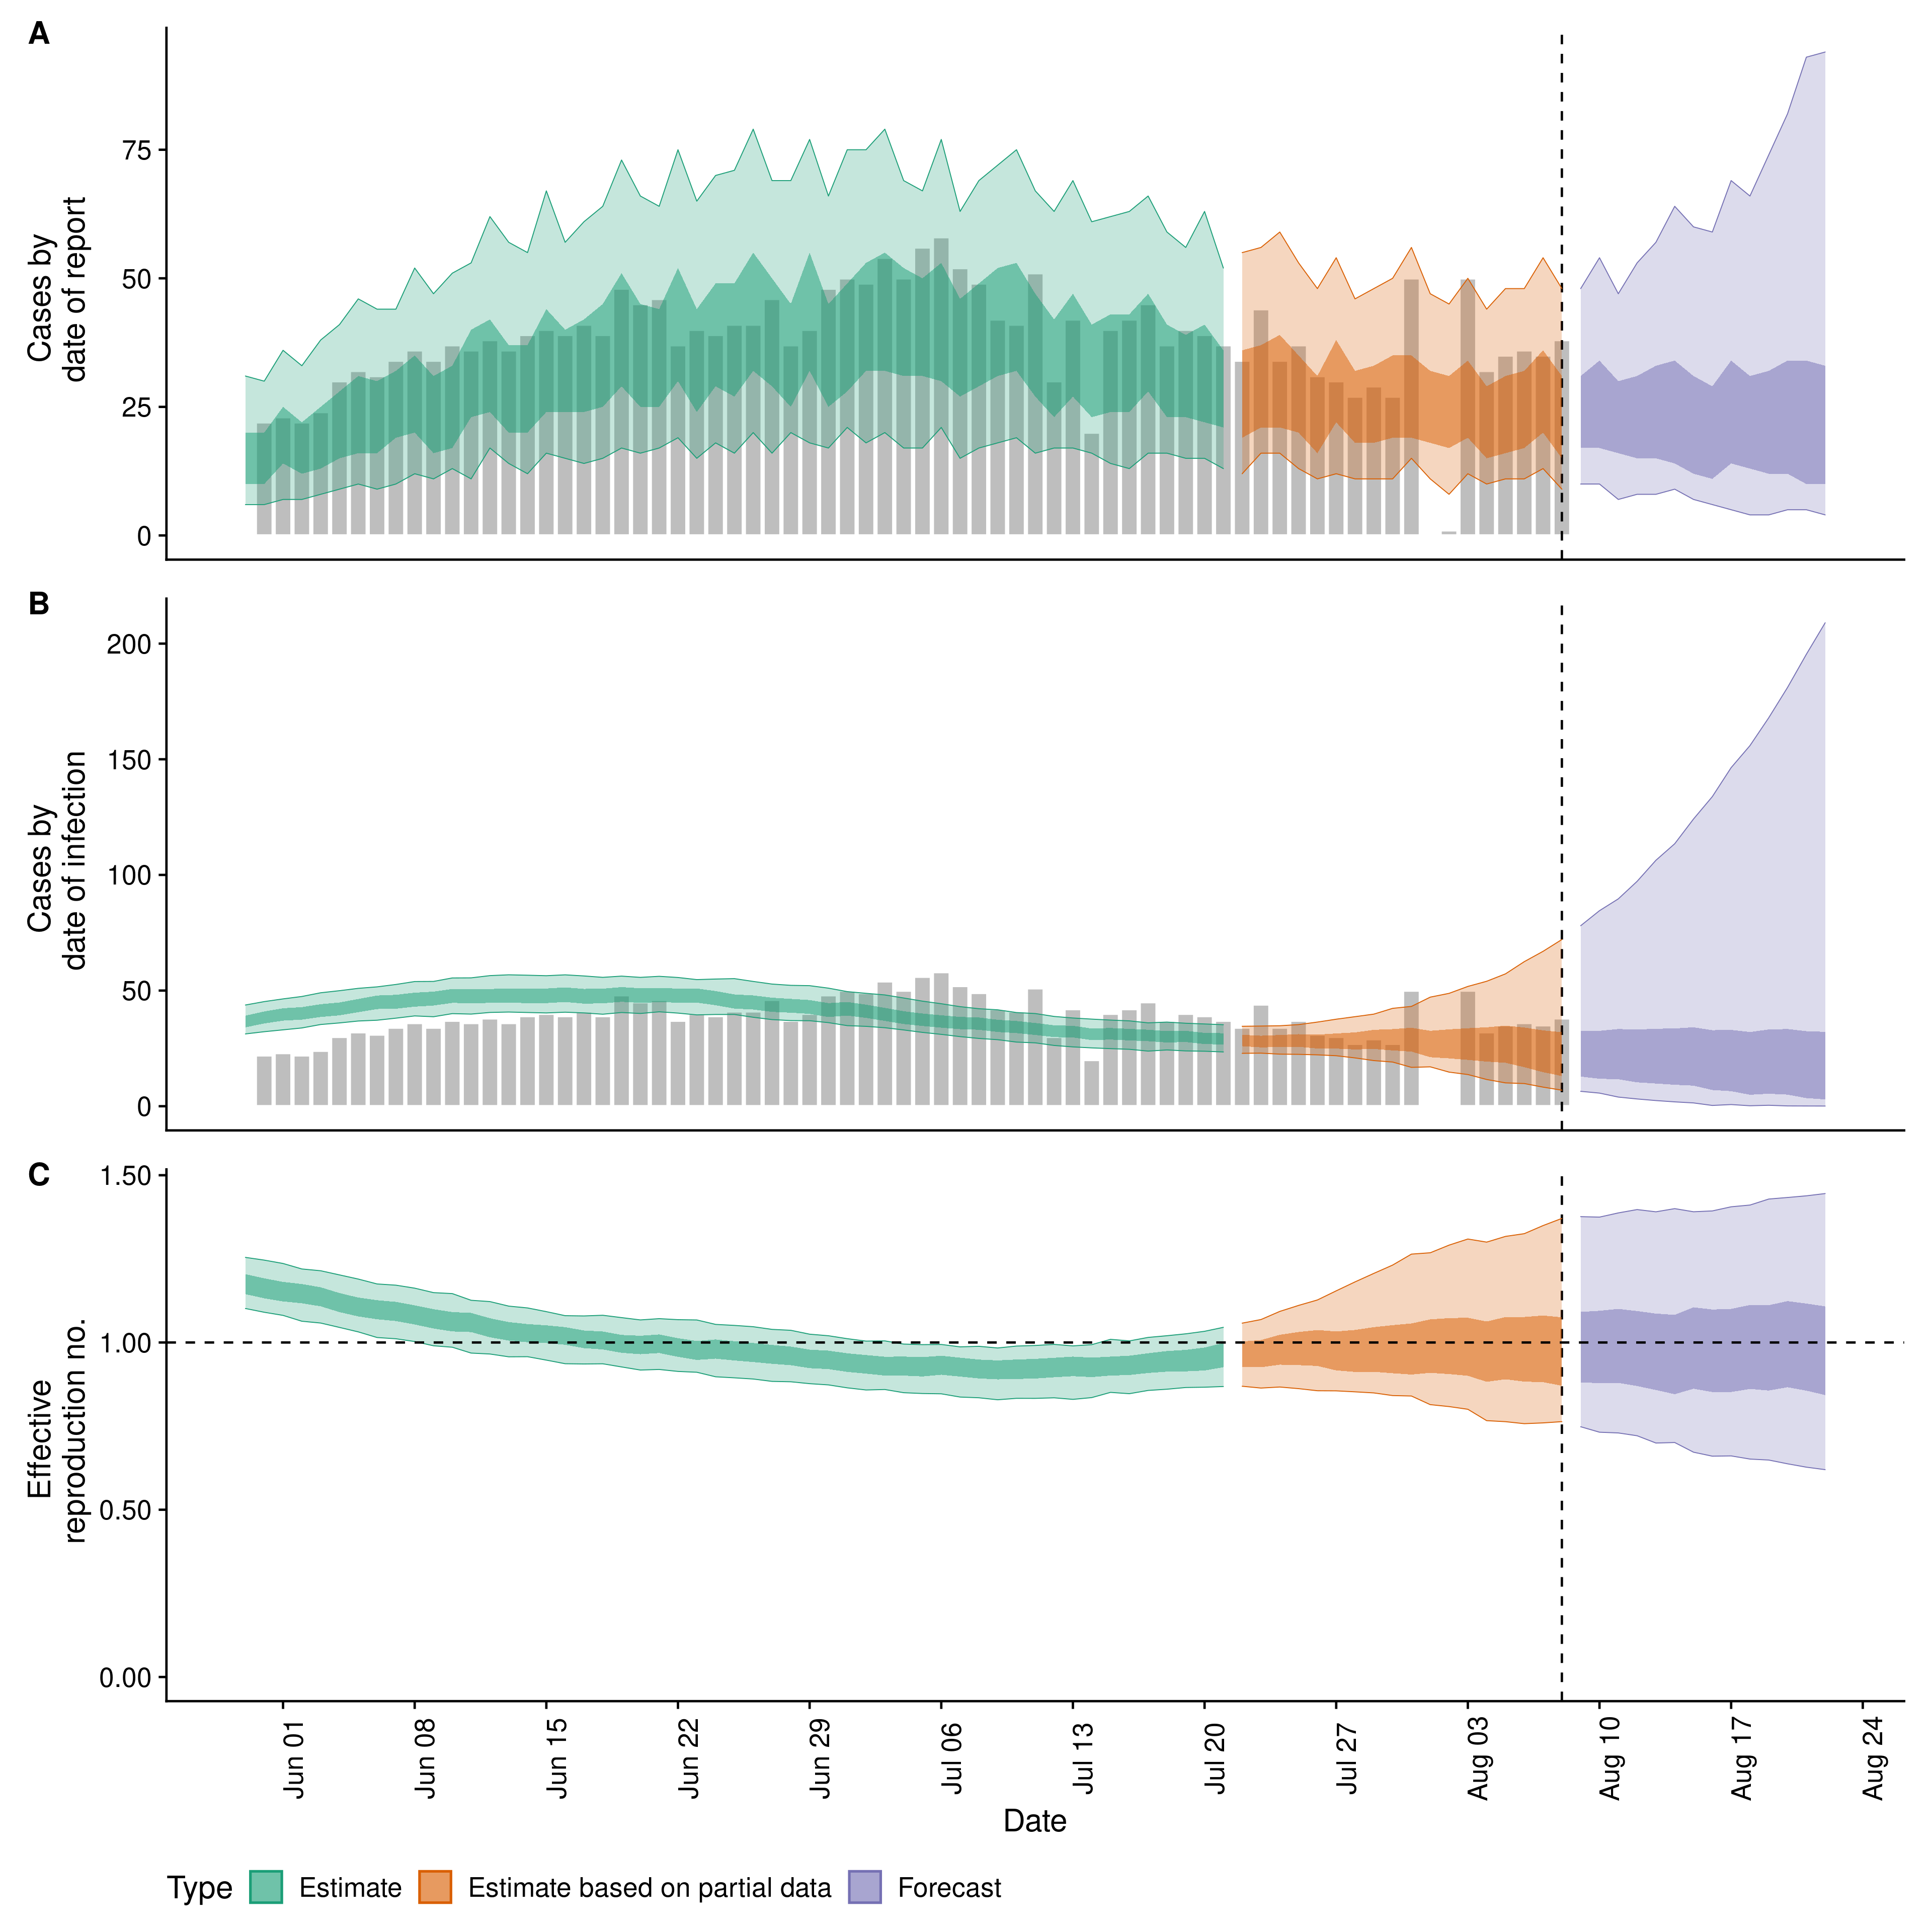 A
Cases by
date of report
75
50
25
0
B
Cases by
date of infection
200
150
100
50
0
C
Effective
reproduction no.
1.50
1.00
0.50
0.00
Jun 01
Jun 08
Jun 15
Jun 22
Jun 29
Jul 06
Jul 13
Jul 20
Jul 27
Aug 03
Aug 10
Aug 17
Aug 24
Date
Type Estimate Estimate based on partial data Forecast